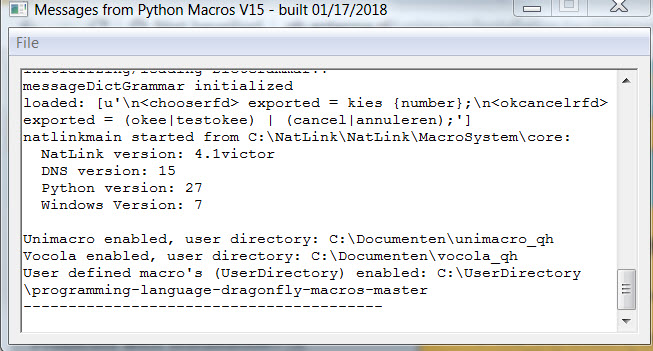 Messages from Python Macros V15 - built 01/17/2018
File
messageDictGrammar initialized
loaded: [u'\n<chooserfd> exported = kies {number};\n<okcancelrfd>
exported = (okee|testokee) | (cancel|annuleren);']
natlinkmain started from C:\NatLink\NatLink\MacroSystem\core:
NatLink version: 4.1victor
DNS version: 15
Python version: 27
Windows Version: 7
Unimacro enabled, user directory: C:\Documenten\unimacro_qh
Vocola enabled, user directory: C:\Documenten\vocola_qh
User defined macro's (UserDirectory) enabled: C:\UserDirectory
\programming-language-dragonfly-macros-master
----------------------------------------